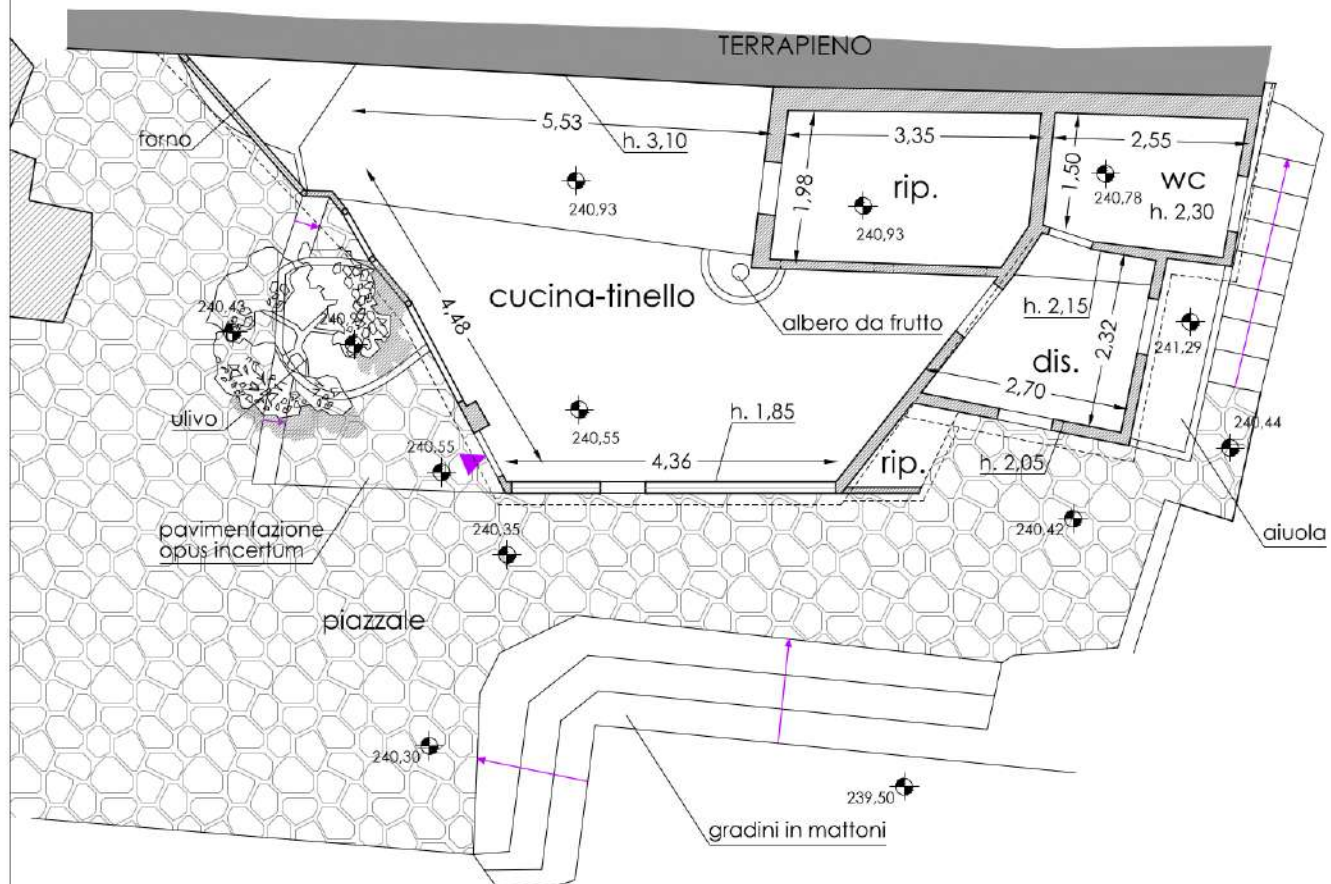 TERRAPIENO
forno
5,53
h. 3,10
3,35
2,55
1,50
wc
240,78
h. 2,30
1,98
rip.
240,93
240,93
4,48
cucina-tinello
albero da frutto
h. 2,15
2,32
241,29
dis.
2,70
240,43
ulivo
240,55
240,55
h. 1,85
4,36
rip.
h. 2,05
240,44
pavimentazione
opus incertum
240,35
240,42
aiuola
piazzale
240,30
239,50
gradini in mattoni